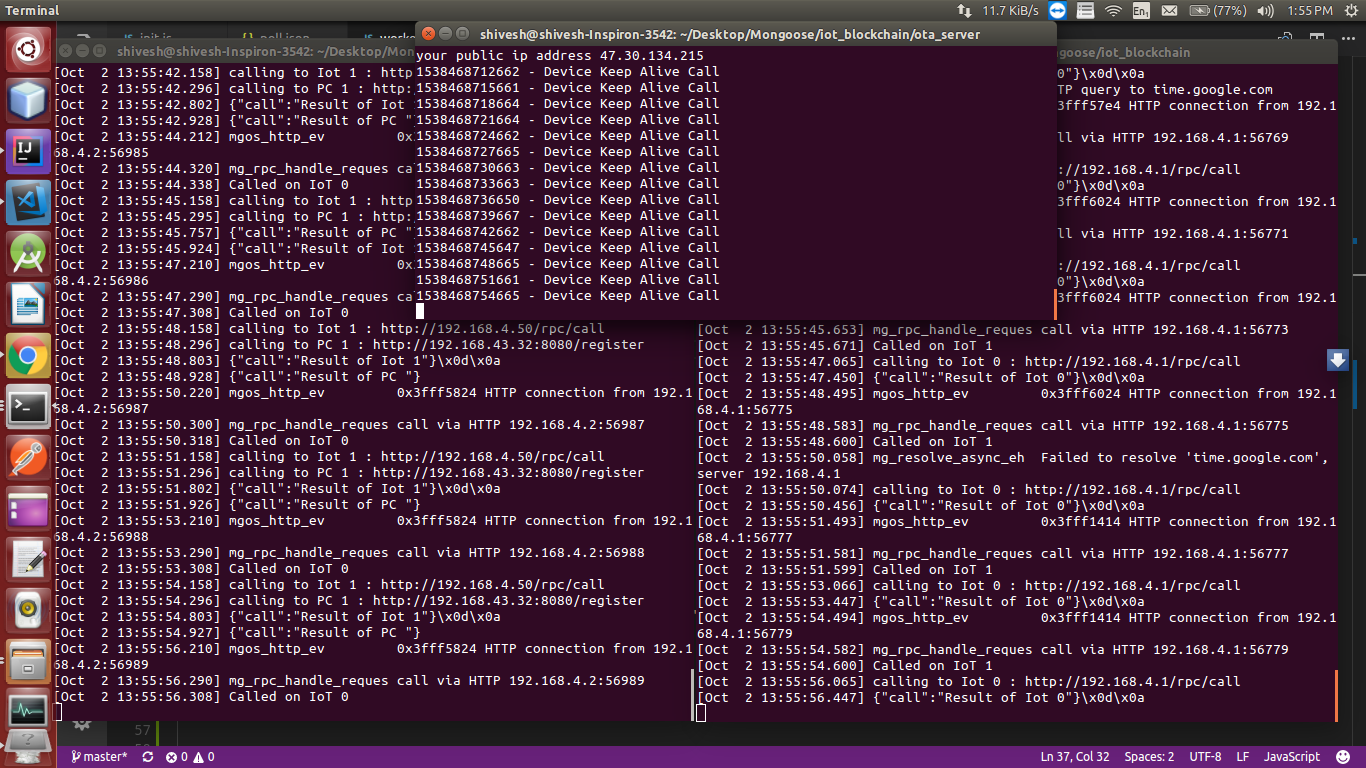 Terminal
11.7 KiB/s
En1
(77%)
1:55 PM
shivesh@shivesh-Inspiron-3542: ~/Desktop/Mon
[Oct  2 13:55:42.158] calling to Iot 1 : http
[Oct  2 13:55:42.296] calling to PC 1 : http:
[Oct  2 13:55:42.802] {"call":"Result of Iot
[Oct  2 13:55:42.928] {"call":"Result of PC "
[Oct  2 13:55:44.212] mgos_http_ev         0x3
68.4.2:56985
[Oct  2 13:55:44.320] mg_rpc_handle_reques ca
[Oct  2 13:55:44.338] Called on IoT 0
[Oct  2 13:55:45.158] calling to Iot 1 : http
[Oct  2 13:55:45.295] calling to PC 1 : http:
[Oct  2 13:55:45.757] {"call":"Result of PC "
[Oct  2 13:55:45.924] {"call":"Result of Iot
[Oct  2 13:55:47.210] mgos_http_ev         0x
68.4.2:56986
[Oct  2 13:55:47.290] mg_rpc_handle_reques ca
[Oct  2 13:55:47.308] Called on IoT 0
[Oct  2 13:55:48.158] calling to Iot 1 : http://192.168.4.50/rpc/call
[Oct  2 13:55:48.296] calling to PC 1 : http://192.168.43.32:8080/register
[Oct  2 13:55:48.803] {"call":"Result of Iot 1"}\x0d\x0a
[Oct  2 13:55:48.928] {"call":"Result of PC "}
[Oct  2 13:55:50.220] mgos_http_ev         0x3fff5824 HTTP connection from 192.1
68.4.2:56987
[Oct  2 13:55:50.300] mg_rpc_handle_reques call via HTTP 192.168.4.2:56987
[Oct  2 13:55:50.318] Called on IoT 0
[Oct  2 13:55:51.158] calling to Iot 1 : http://192.168.4.50/rpc/call
[Oct  2 13:55:51.296] calling to PC 1 : http://192.168.43.32:8080/register
[Oct  2 13:55:51.802] {"call":"Result of Iot 1"}\x0d\x0a
[Oct  2 13:55:51.926] {"call":"Result of PC "}
[Oct  2 13:55:53.210] mgos_http_ev         0x3fff5824 HTTP connection from 192.1
68.4.2:56988
[Oct  2 13:55:53.290] mg_rpc_handle_reques call via HTTP 192.168.4.2:56988
[Oct  2 13:55:53.308] Called on IoT 0
[Oct  2 13:55:54.158] calling to Iot 1 : http://192.168.4.50/rpc/call
[Oct  2 13:55:54.296] calling to PC 1 : http://192.168.43.32:8080/register
[Oct  2 13:55:54.803] {"call":"Result of Iot 1"}\x0d\x0a
[Oct  2 13:55:54.927] {"call":"Result of PC "}
[Oct  2 13:55:56.210] mgos_http_ev         0x3fff5824 HTTP connection from 192.1
68.4.2:56989
[Oct  2 13:55:56.290] mg_rpc_handle_reques call via HTTP 192.168.4.2:56989
[Oct  2 13:55:56.308] Called on IoT 0
shivesh@shivesh-Inspiron-3542: ~/Desktop/Mongoose/iot_blockchain/ota_server
your public ip address 47.30.134.215
1538468712662 - Device Keep Alive Call
1538468715661 - Device Keep Alive Call
1538468718664 - Device Keep Alive Call
1538468721664 - Device Keep Alive Call
1538468724662 - Device Keep Alive Call
1538468727665 - Device Keep Alive Call
1538468730663 - Device Keep Alive Call
1538468733663 - Device Keep Alive Call
1538468736650 - Device Keep Alive Call
1538468739667 - Device Keep Alive Call
1538468742662 - Device Keep Alive Call
1538468745647 - Device Keep Alive Call
1538468748665 - Device Keep Alive Call
1538468751661 - Device Keep Alive Call
1538468754665 - Device Keep Alive Call
goose/iot_blockchain
0"}\x0d\x0a
TP query to time.google.com
3fff57e4 HTTP connection from 192.1
ll via HTTP 192.168.4.1:56769
://192.168.4.1/rpc/call
0"}\x0d\x0a
3fff6024 HTTP connection from 192.1
ll via HTTP 192.168.4.1:56771
://192.168.4.1/rpc/call
0"}\x0d\x0a
3fff6024 HTTP connection from 192.1
[Oct  2 13:55:45.653] mg_rpc_handle_reques call via HTTP 192.168.4.1:56773
[Oct  2 13:55:45.671] Called on IoT 1
[Oct  2 13:55:47.065] calling to Iot 0 : http://192.168.4.1/rpc/call
[Oct  2 13:55:47.450] {"call":"Result of Iot 0"}\x0d\x0a
[Oct  2 13:55:48.495] mgos_http_ev         0x3fff6024 HTTP connection from 192.1
68.4.1:56775
[Oct  2 13:55:48.583] mg_rpc_handle_reques call via HTTP 192.168.4.1:56775
[Oct  2 13:55:48.600] Called on IoT 1
[Oct  2 13:55:50.058] mg_resolve_async_eh  Failed to resolve 'time.google.com',
server 192.168.4.1
[Oct  2 13:55:50.074] calling to Iot 0 : http://192.168.4.1/rpc/call
[Oct  2 13:55:50.456] {"call":"Result of Iot 0"}\x0d\x0a
[Oct  2 13:55:51.493] mgos_http_ev         0x3fff1414 HTTP connection from 192.1
68.4.1:56777
[Oct  2 13:55:51.581] mg_rpc_handle_reques call via HTTP 192.168.4.1:56777
[Oct  2 13:55:51.599] Called on IoT 1
[Oct  2 13:55:53.066] calling to Iot 0 : http://192.168.4.1/rpc/call
[Oct  2 13:55:53.447] {"call":"Result of Iot 0"}\x0d\x0a
[Oct  2 13:55:54.494] mgos_http_ev         0x3fff1414 HTTP connection from 192.1
68.4.1:56779
[Oct  2 13:55:54.582] mg_rpc_handle_reques call via HTTP 192.168.4.1:56779
[Oct  2 13:55:54.600] Called on IoT 1
[Oct  2 13:55:56.065] calling to Iot 0 : http://192.168.4.1/rpc/call
[Oct  2 13:55:56.447] {"call":"Result of Iot 0"}\x0d\x0a
57
master*
0
0
Ln 37, Col 32
Spaces: 2
UTF-8
LF
JavaScript